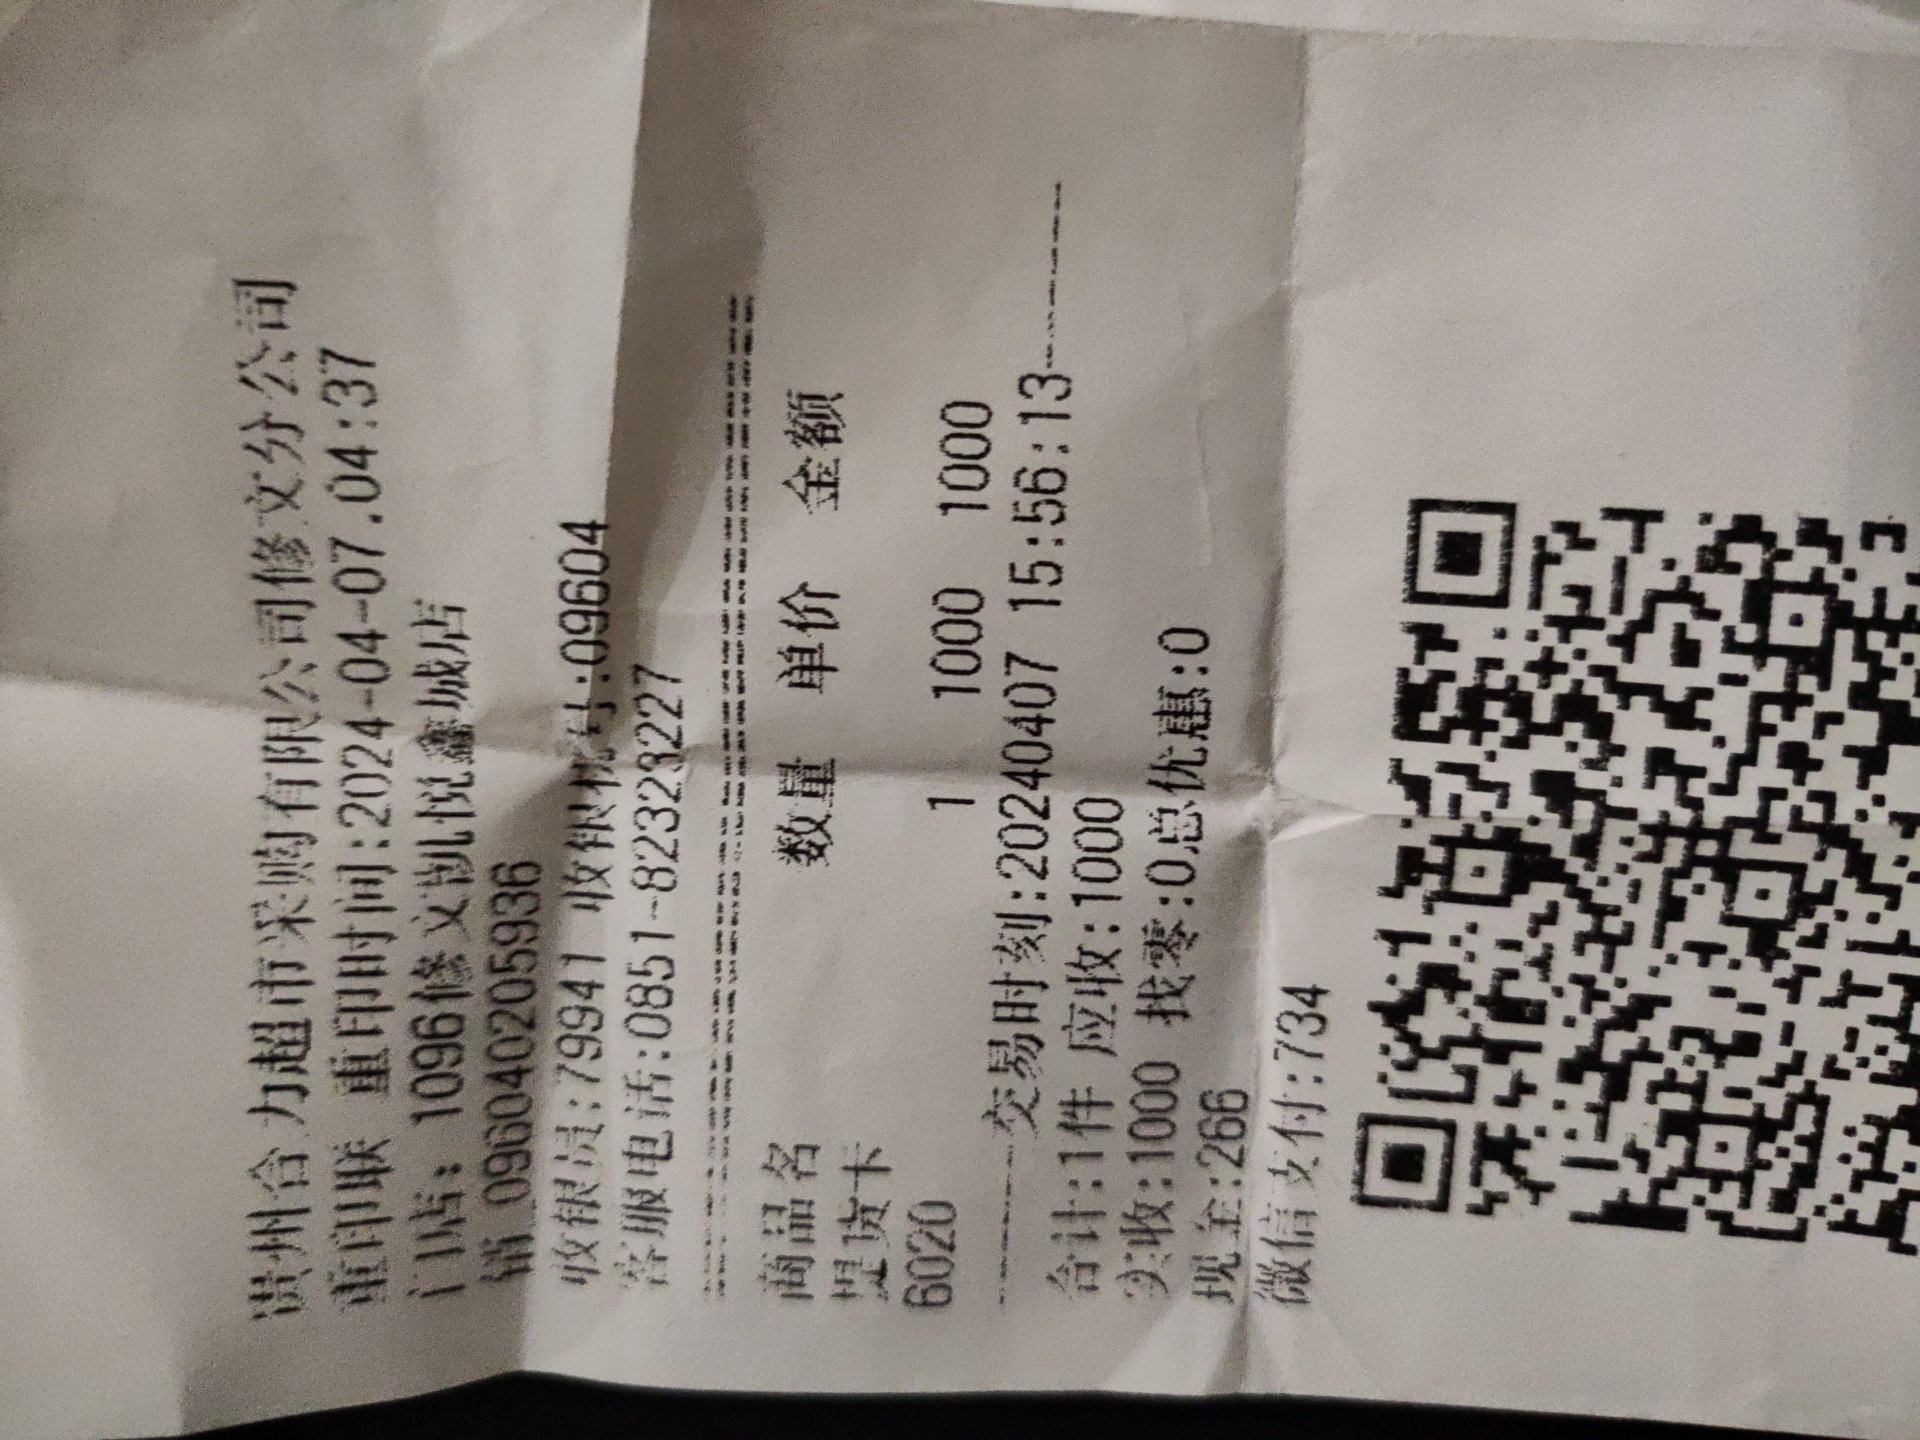 贵州合力超市采购有限公司修文分公司
重印联 重印时间:2024-04-07.04:37
门店: 1096修文凯悦鑫城店
销 096040205936
收银员:79941 收银机号:09604
客服电话:0851-82323227
========================================
商品名 数量 单价 金额
提货卡
6020 1 1000 1000
--------交易时刻:20240407 15:56:13--------
合计:1件 应收:1000
实收:1000 找零:0总优惠:0
现金:266
微信支付:734